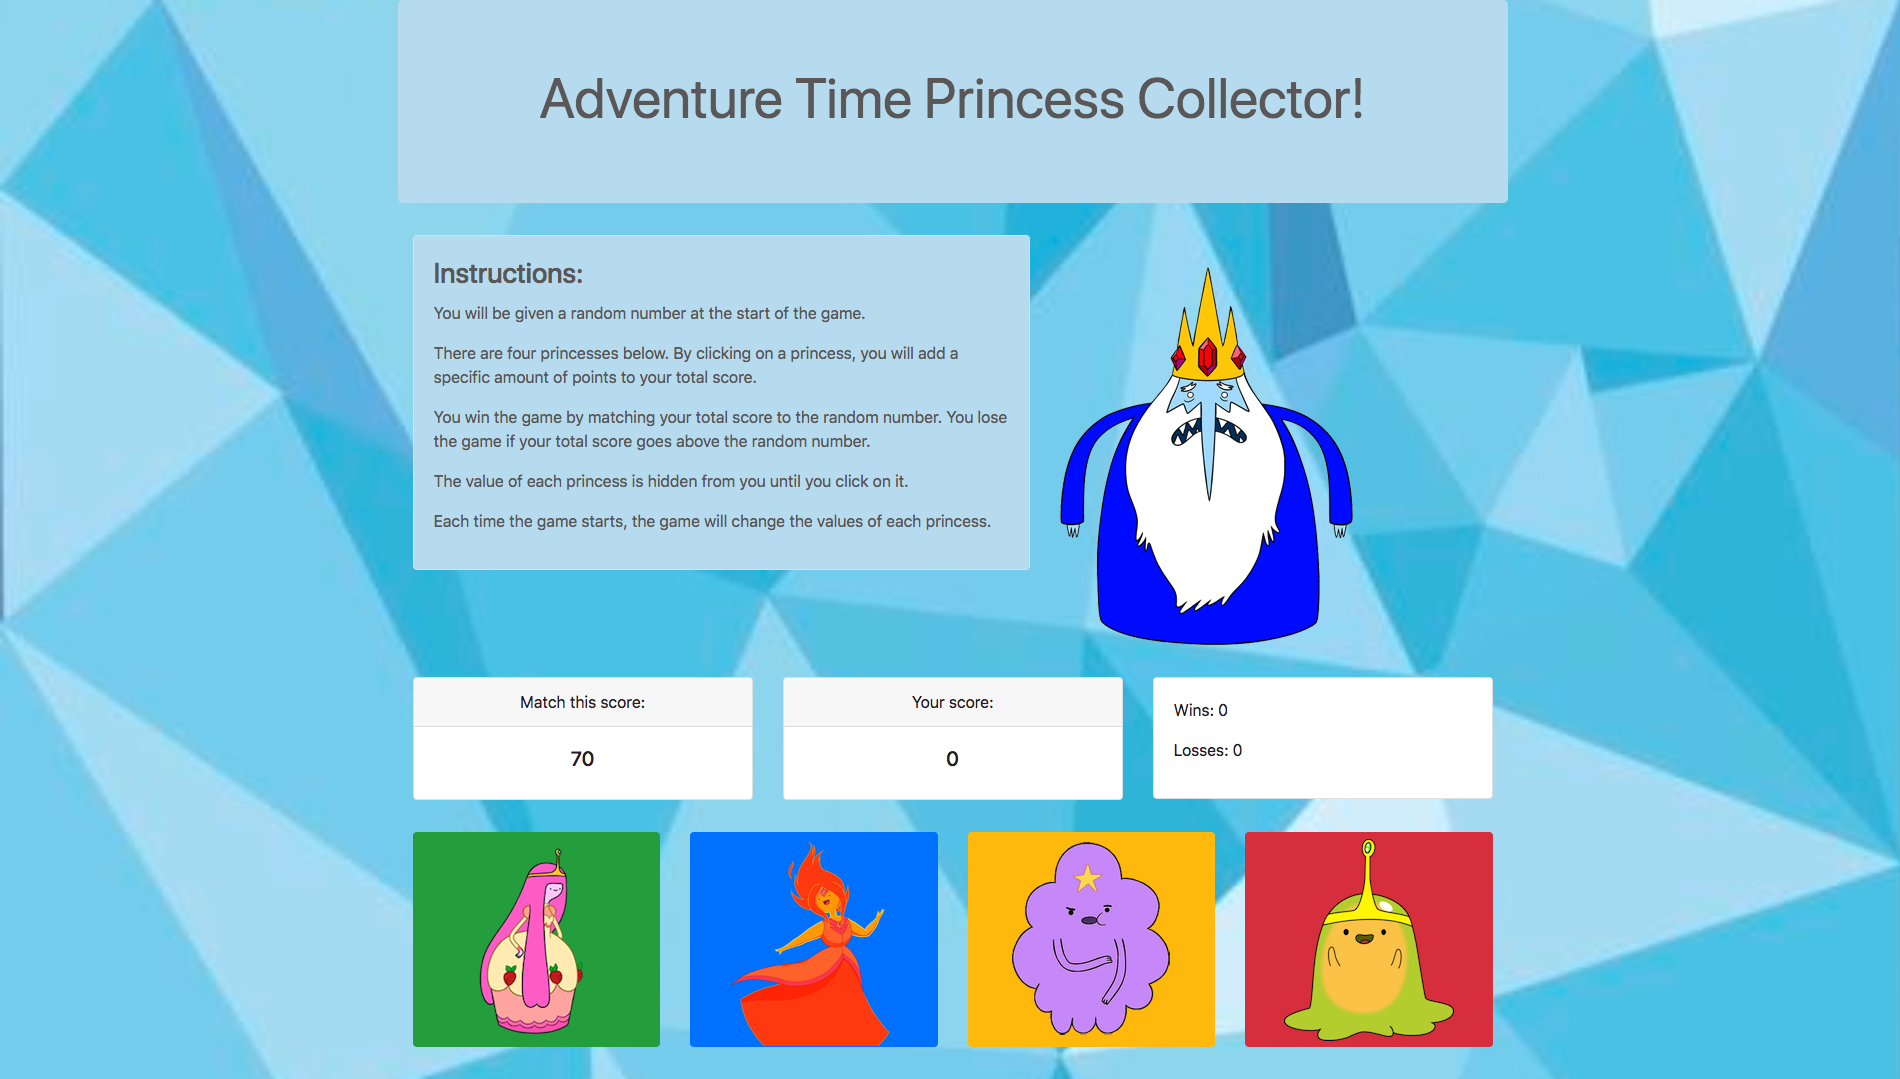 Adventure Time Princess Collector!
Instructions:
You will be given a random number at the start of the game.
There are four princesses below. By clicking on a princess, you will add a
specific amount of points to your total score.
You win the game by matching your total score to the random number. You lose
the game if your total score goes above the random number.
The value of each princess is hidden from you until you click on it.
Each time the game starts, the game will change the values of each princess.
Match this score:
70
Your score:
0
Wins: 0
Losses: 0